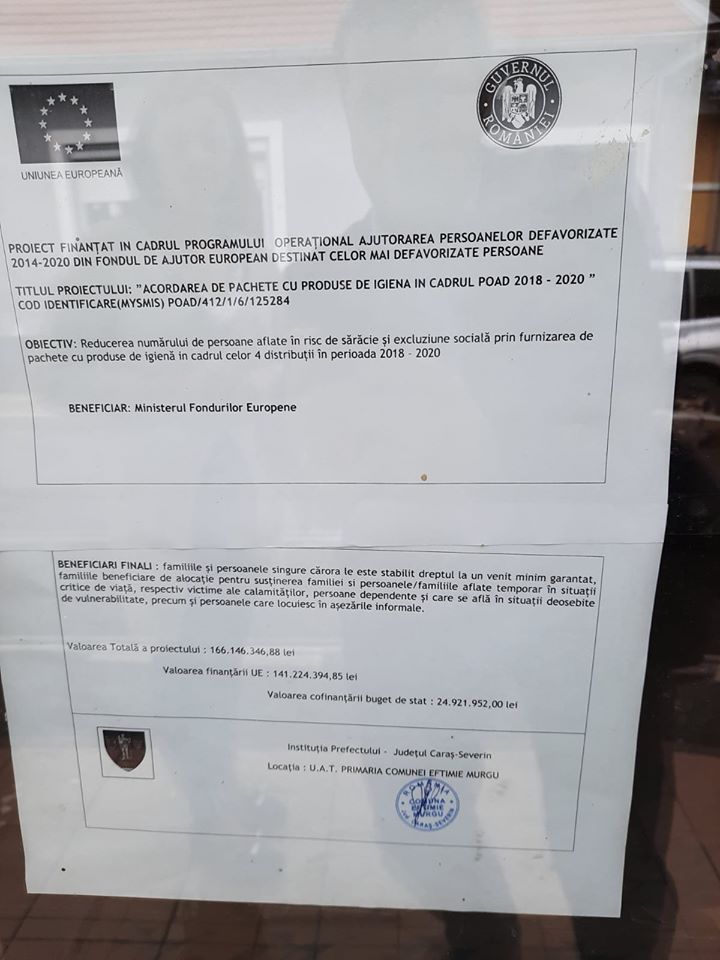 UNIUNEA EUROPEANĂ
GUVERNUL ROMÂNIEI
PROIECT FINANȚAT IN CADRUL PROGRAMULUI OPERAȚIONAL AJUTORAREA PERSOANELOR DEFAVORIZATE
2014-2020 DIN FONDUL DE AJUTOR EUROPEAN DESTINAT CELOR MAI DEFAVORIZATE PERSOANE
TITLUL PROIECTULUI: ”ACORDAREA DE PACHETE CU PRODUSE DE IGIENA IN CADRUL POAD 2018 - 2020 ”
COD IDENTIFICARE(MYSMIS) POAD/412/1/6/125284
OBIECTIV: Reducerea numărului de persoane aflate în risc de sărăcie și excluziune socială prin furnizarea de
pachete cu produse de igienă in cadrul celor 4 distribuții în perioada 2018 - 2020
BENEFICIAR: Ministerul Fondurilor Europene
BENEFICIARI FINALI : familiile și persoanele singure cărora le este stabilit dreptul la un venit minim garantat,
familiile beneficiare de alocație pentru susținerea familiei si persoanele/familiile aflate temporar în situații
critice de viață, respectiv victime ale calamităților, persoane dependente și care se află în situații deosebite
de vulnerabilitate, precum și persoanele care locuiesc în așezările informale.
Valoarea Totală a proiectului : 166.146.346,88 lei
Valoarea finanțării UE : 141.224.394,85 lei
Valoarea cofinanțării buget de stat : 24.921.952,00 lei
Instituția Prefectului - Județul Caraș-Severin
Locația : U.A.T. PRIMARIA COMUNEI EFTIMIE MURGU
ROMÂNIA
COMUNA
EFTIMIE
MURGU
JUD. CARAȘ-SEVERIN